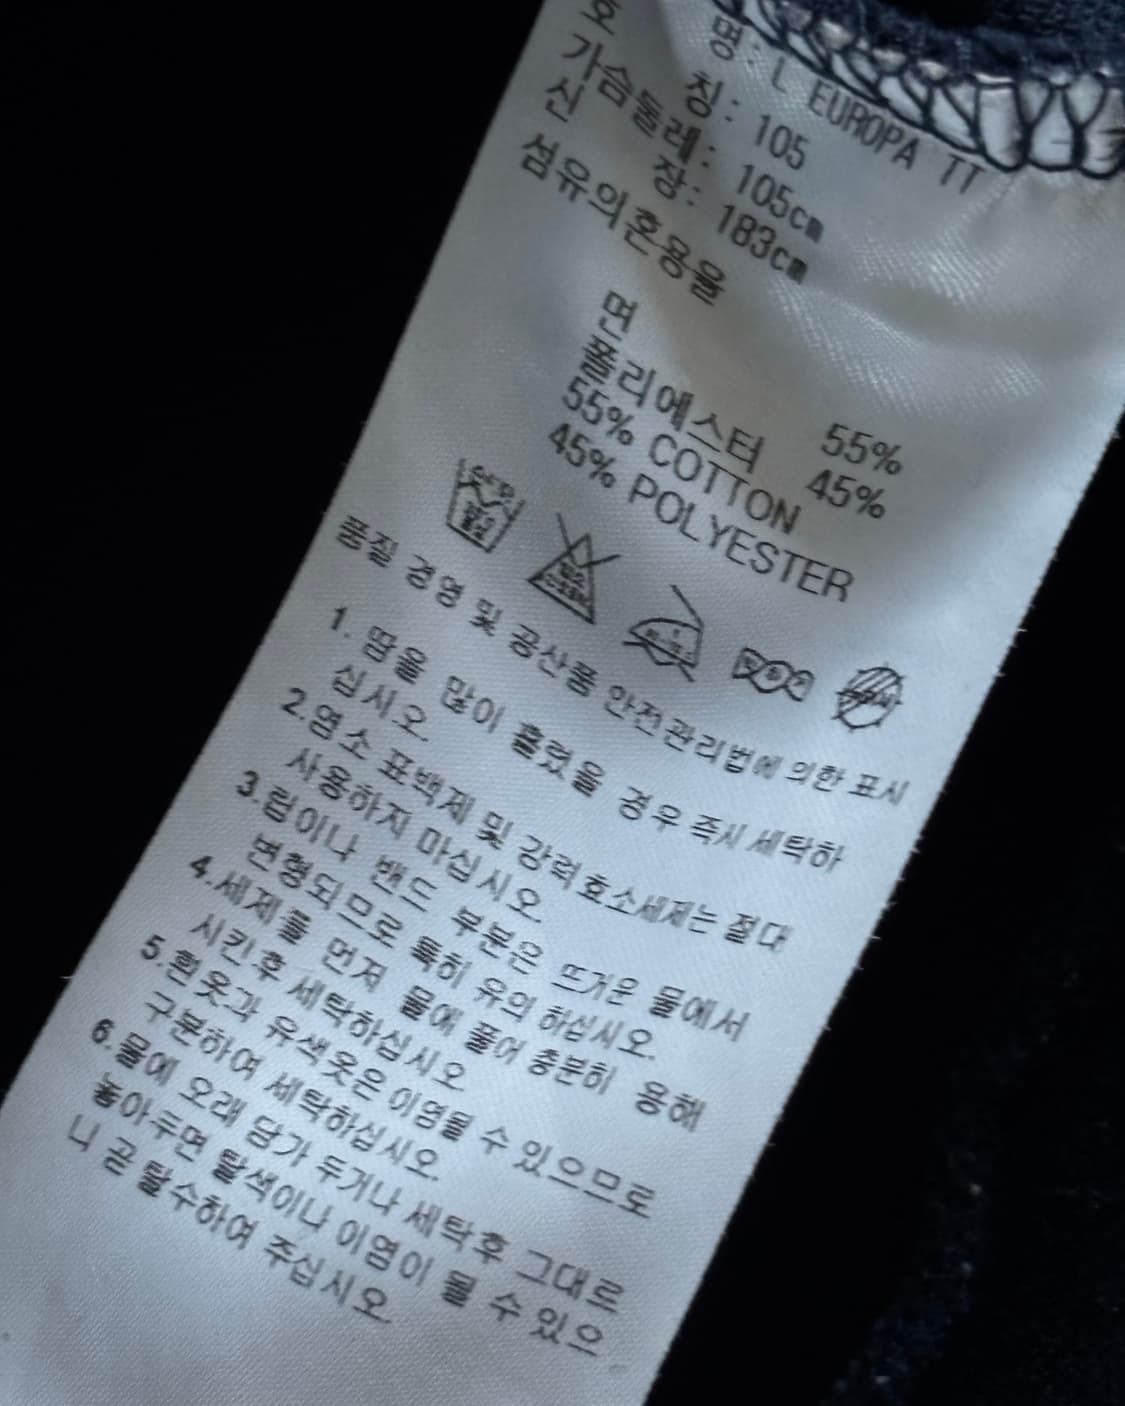 명: L EUROPA TT
호 칭: 105
가슴둘레: 105cm
신 장: 183cm
섬유의혼용율
면 55%
폴리에스터 45%
55% COTTON
45% POLYESTER
품질 경영 및 공산품 안전관리법에 의한 표시
1. 땀을 많이 흘렸을 경우 즉시 세탁하
십시오.
2.염소 표백제 및 강력효소세제는 절대
사용하지 마십시오.
3.림이나 밴드 부분은 뜨거운 물에서
변형되므로 특히 유의 하십시오.
4.세제를 먼저 물에 풀어 충분히 용해
시킨후 세탁하십시오
5.흰옷과 유색옷은 이염될 수 있으므로
구분하여 세탁하십시오.
6.물에 오래 담가 두거나 세탁후 그대로
놓아두면 탈색이나 이염이 될 수 있으
니 곧 탈수하여 주십시오.